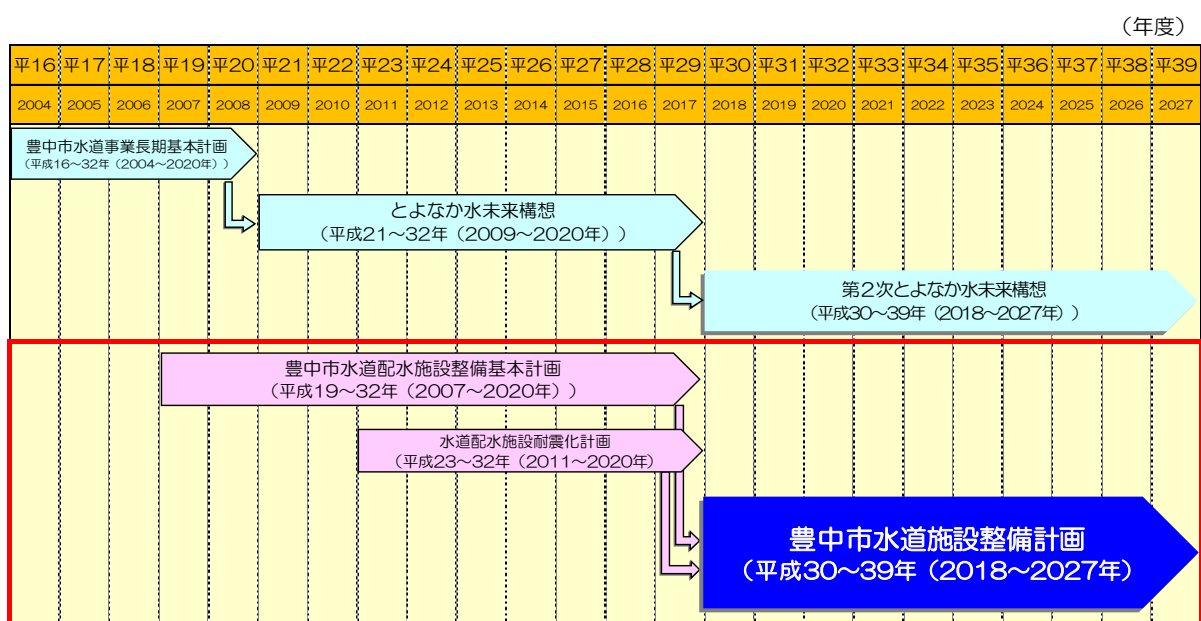 （年度）
平16 平17 平18 平19 平20 平21 平22 平23 平24 平25 平26 平27 平28 平29 平30 平31 平32 平33 平34 平35 平36 平37 平38 平39
2004 2005 2006 2007 2008 2009 2010 2011 2012 2013 2014 2015 2016 2017 2018 2019 2020 2021 2022 2023 2024 2025 2026 2027
豊中市水道事業長期基本計画
（平成16～32年（2004～2020年））
とよなか水未来構想
（平成21～32年（2009～2020年））
第２次とよなか水未来構想
（平成30～39年（2018～2027年））
豊中市水道配水施設整備基本計画
（平成19～32年（2007～2020年））
水道配水施設耐震化計画
（平成23～32年（2011～2020年）
豊中市水道施設整備計画
（平成30～39年（2018～2027年）